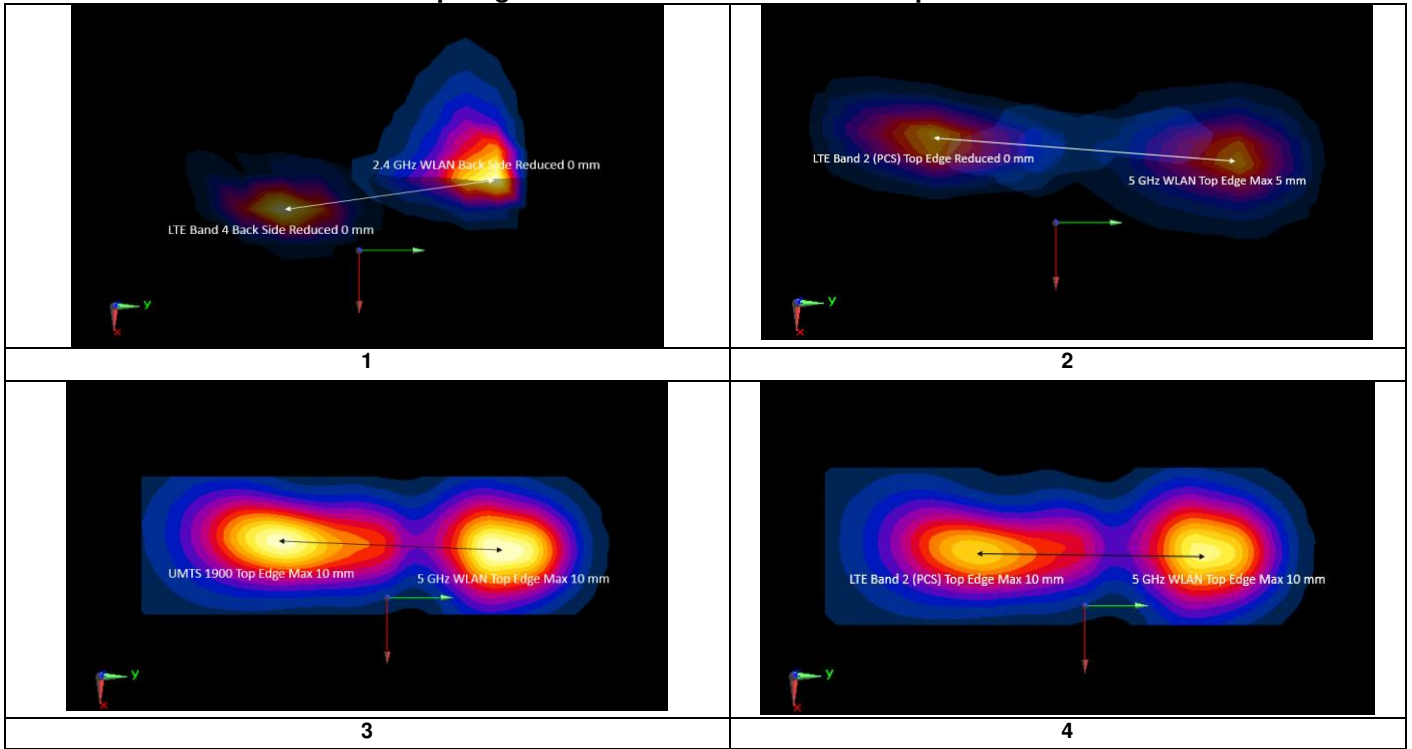 2.4 GHz WLAN Back Side Reduced 0 mm
LTE Band 4 Back Side Reduced 0 mm
Y
X
1
LTE Band 2 (PCS) Top Edge Reduced 0 mm
5 GHz WLAN Top Edge Max 5 mm
Y
X
2
UMTS 1900 Top Edge Max 10 mm
5 GHz WLAN Top Edge Max 10 mm
Y
X
3
LTE Band 2 (PCS) Top Edge Max 10 mm
5 GHz WLAN Top Edge Max 10 mm
Y
X
4